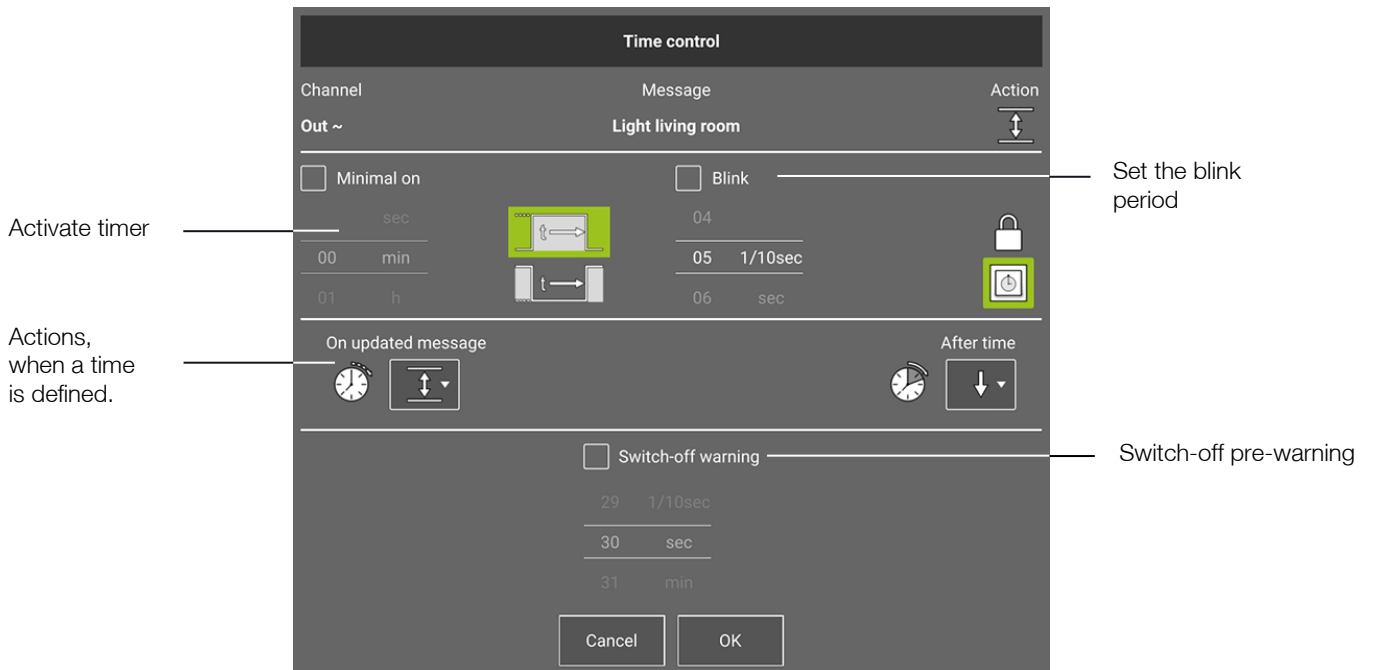 Time control
Channel Message Action
Out ~ Light living room
Minimal on Blink
Set the blink
period
Activate timer
sec 04
00 min 05 1/10sec
01 h 06 sec
t
t
Actions,
when a time
is defined.
On updated message After time
Switch-off warning
Switch-off pre-warning
29 1/10sec
30 sec
31 min
Cancel OK